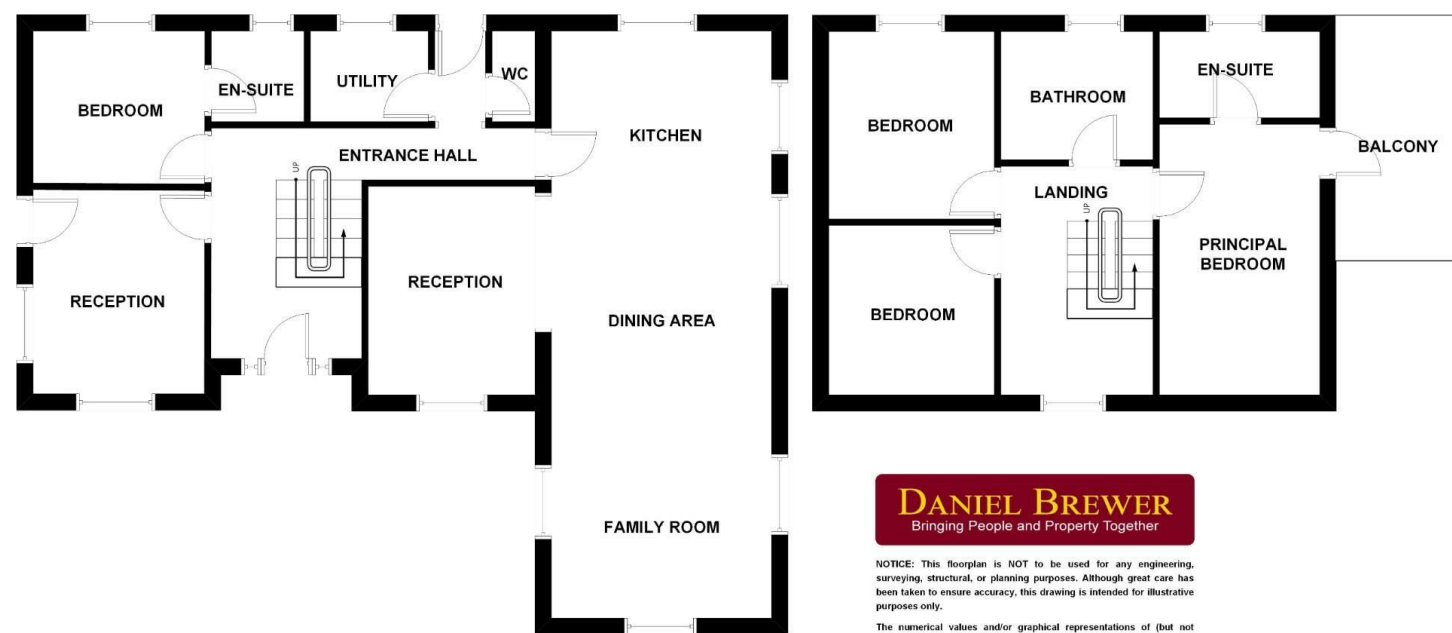 BEDROOM
EN-SUITE
UTILITY
WC
KITCHEN
ENTRANCE HALL
UP
RECEPTION
RECEPTION
DINING AREA
FAMILY ROOM
BEDROOM
BATHROOM
EN-SUITE
BALCONY
LANDING
UP
PRINCIPAL
BEDROOM
BEDROOM
DANIEL BREWER
Bringing People and Property Together
NOTICE: This floorplan is NOT to be used for any engineering,
surveying, structural, or planning purposes. Although great care has
been taken to ensure accuracy, this drawing is intended for illustrative
purposes only.
The numerical values and/or graphical representations of (but not